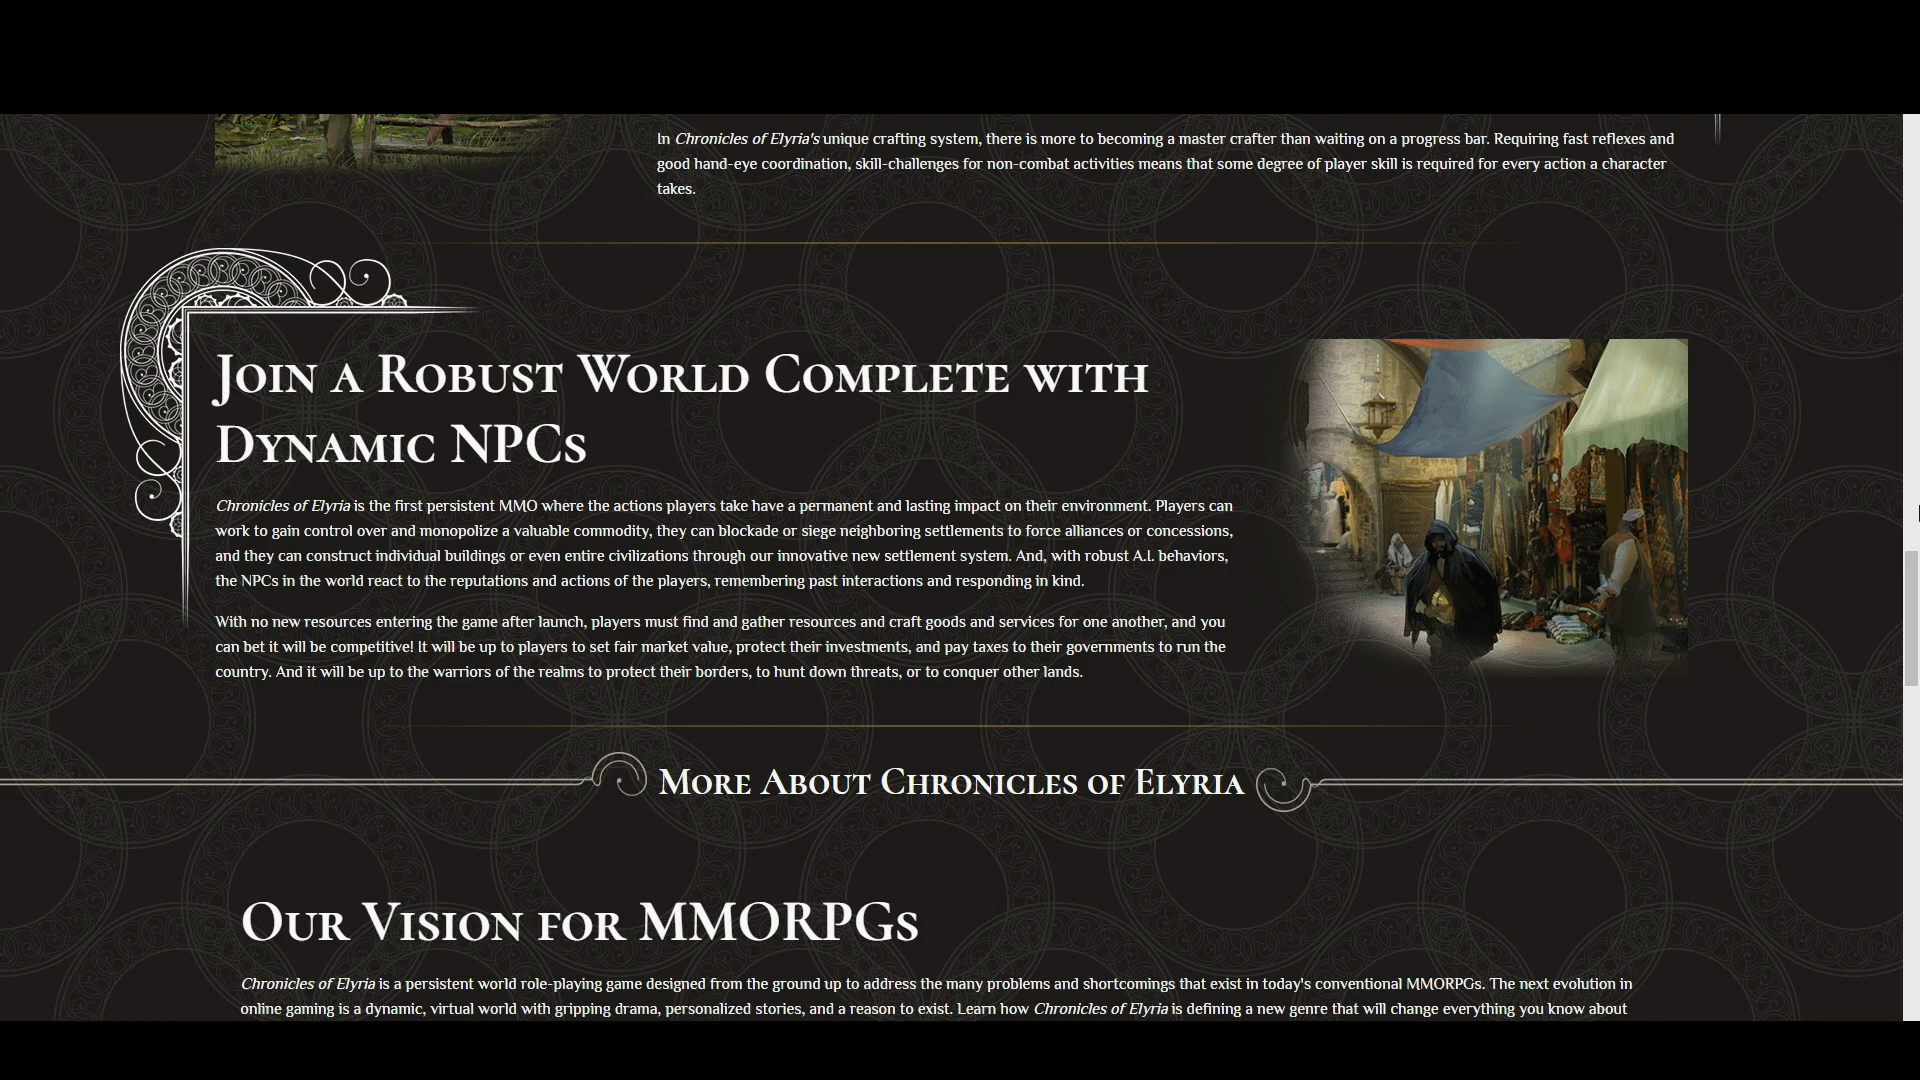 In Chronicles of Elyria's unique crafting system, there is more to becoming a master crafter than waiting on a progress bar. Requiring fast reflexes and
good hand-eye coordination, skill-challenges for non-combat activities means that some degree of player skill is required for every action a character
takes.
Join a Robust World Complete with
Dynamic NPCs
Chronicles of Elyria is the first persistent MMO where the actions players take have a permanent and lasting impact on their environment. Players can
work to gain control over and monopolize a valuable commodity, they can blockade or siege neighboring settlements to force alliances or concessions,
and they can construct individual buildings or even entire civilizations through our innovative new settlement system. And, with robust A.I. behaviors,
the NPCs in the world react to the reputations and actions of the players, remembering past interactions and responding in kind.
With no new resources entering the game after launch, players must find and gather resources and craft goods and services for one another, and you
can bet it will be competitive! It will be up to players to set fair market value, protect their investments, and pay taxes to their governments to run the
country. And it will be up to the warriors of the realms to protect their borders, to hunt down threats, or to conquer other lands.
More About Chronicles of Elyria
Our Vision for MMORPGs
Chronicles of Elyria is a persistent world role-playing game designed from the ground up to address the many problems and shortcomings that exist in today's conventional MMORPGs. The next evolution in
online gaming is a dynamic, virtual world with gripping drama, personalized stories, and a reason to exist. Learn how Chronicles of Elyria is defining a new genre that will change everything you know about